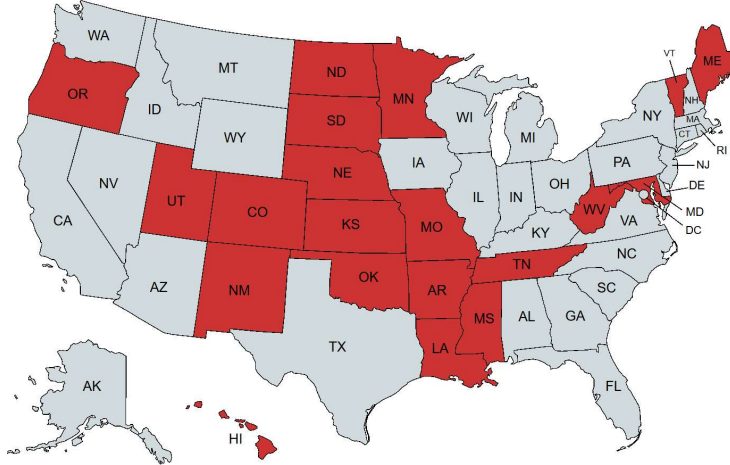 WA
MT
ND
MN
VT
ME
OR
ID
SD
WI
MI
NY
NH
MA
CT
RI
WY
IA
PA
NJ
NE
NV
UT
CO
IL
IN
OH
DE
WV
VA
MD
DC
CA
KS
MO
KY
NC
AZ
NM
OK
AR
TN
SC
MS
AL
GA
TX
LA
AK
FL
HI